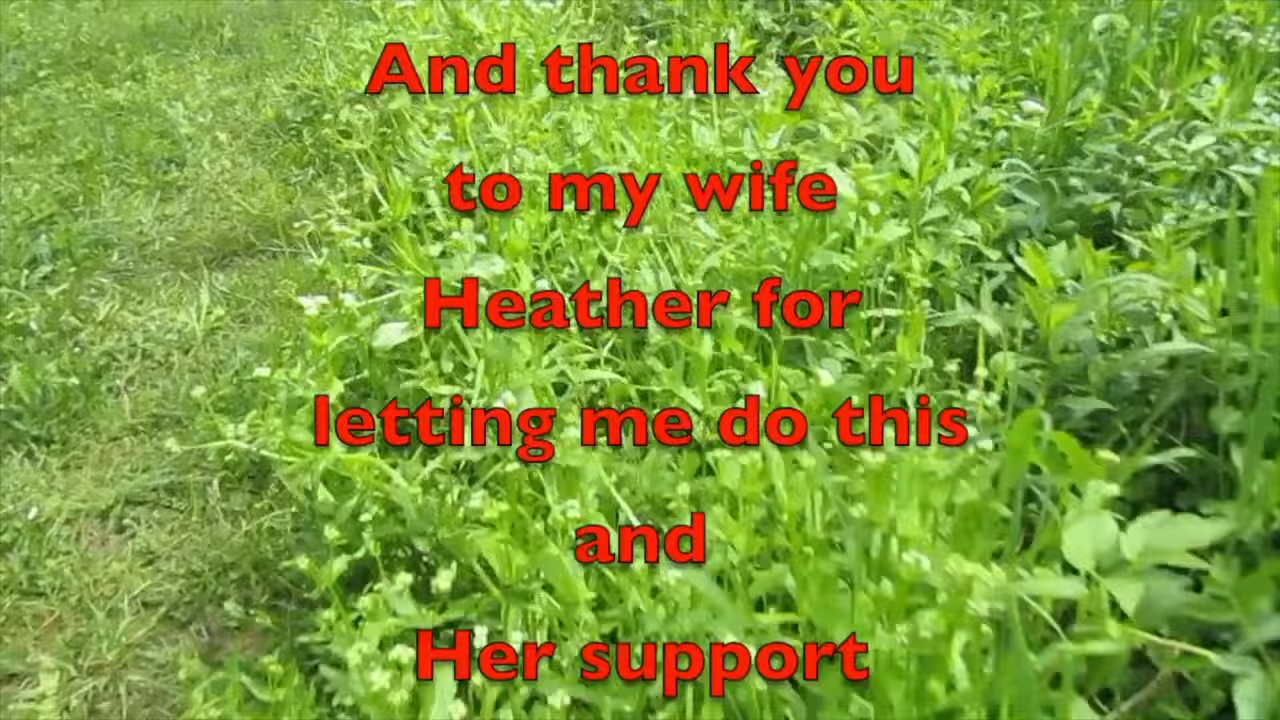 And thank you
to my wife
Heather for
letting me do this
and
Her support